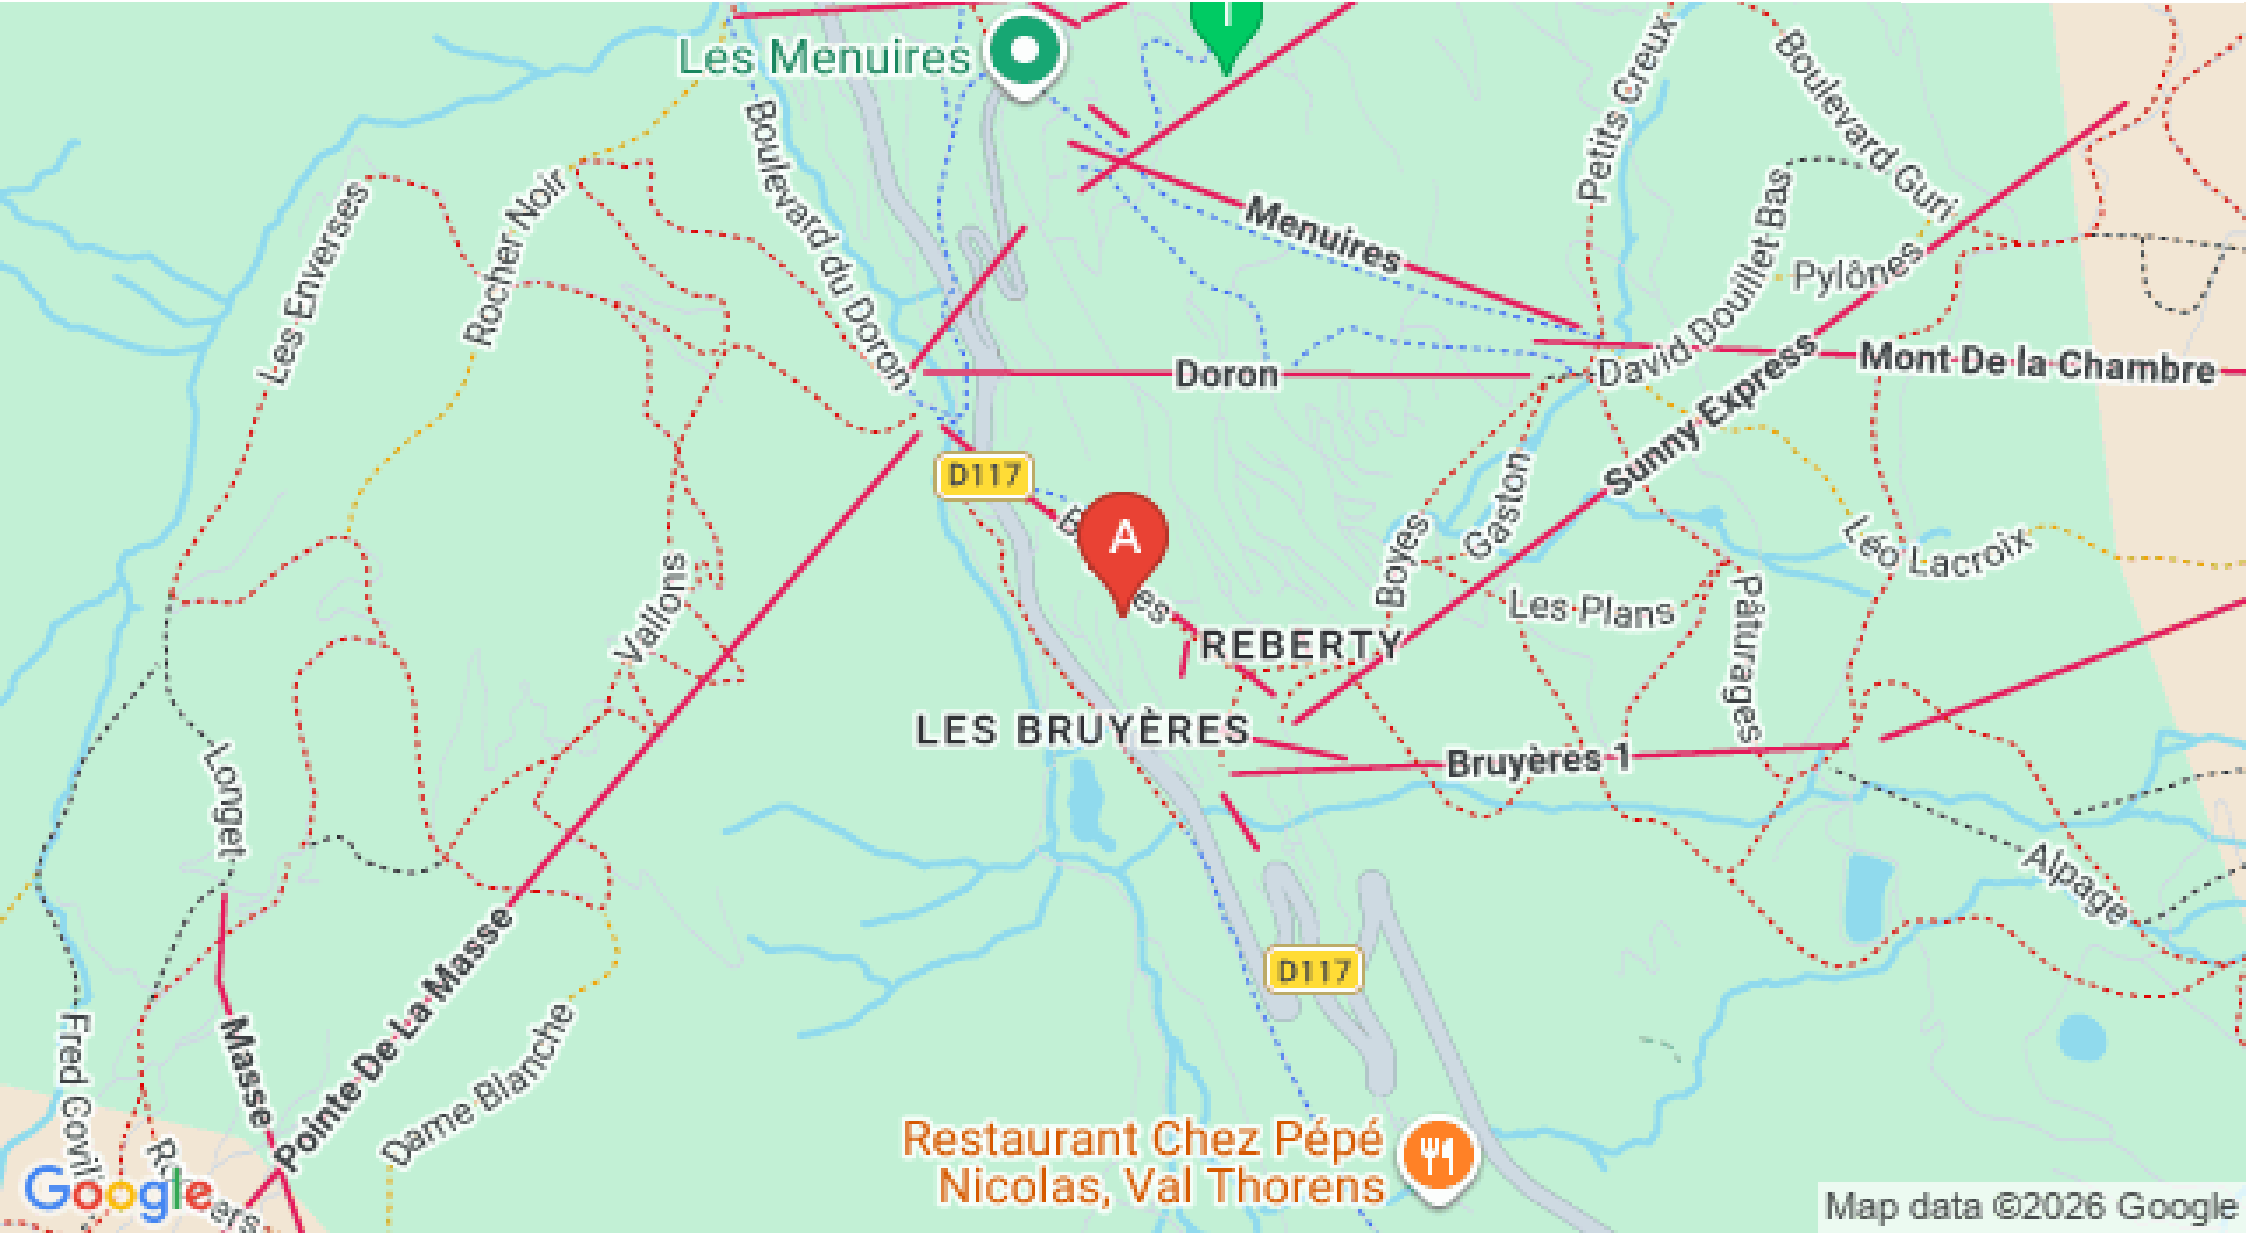 Les Menuires
Petits Creux
Boulevard Guri
Boulevard du Doron
Les Enverses
Rocher Noir
Menuires
David Douillet Bas
Pylônes
Doron
Mont De la Chambre
Sunny Express
D117
A
Gaston
Boyes
Léo Lacroix
Les Plans
Pâturages
Vallons
REBERTY
LES BRUYÈRES
Bruyères 1
Longet
Alpage
D117
Masse
Pointe De La Masse
Dame Blanche
Fred Covili
Restaurant Chez Pépé
Nicolas, Val Thorens
Google
Map data ©2026 Google